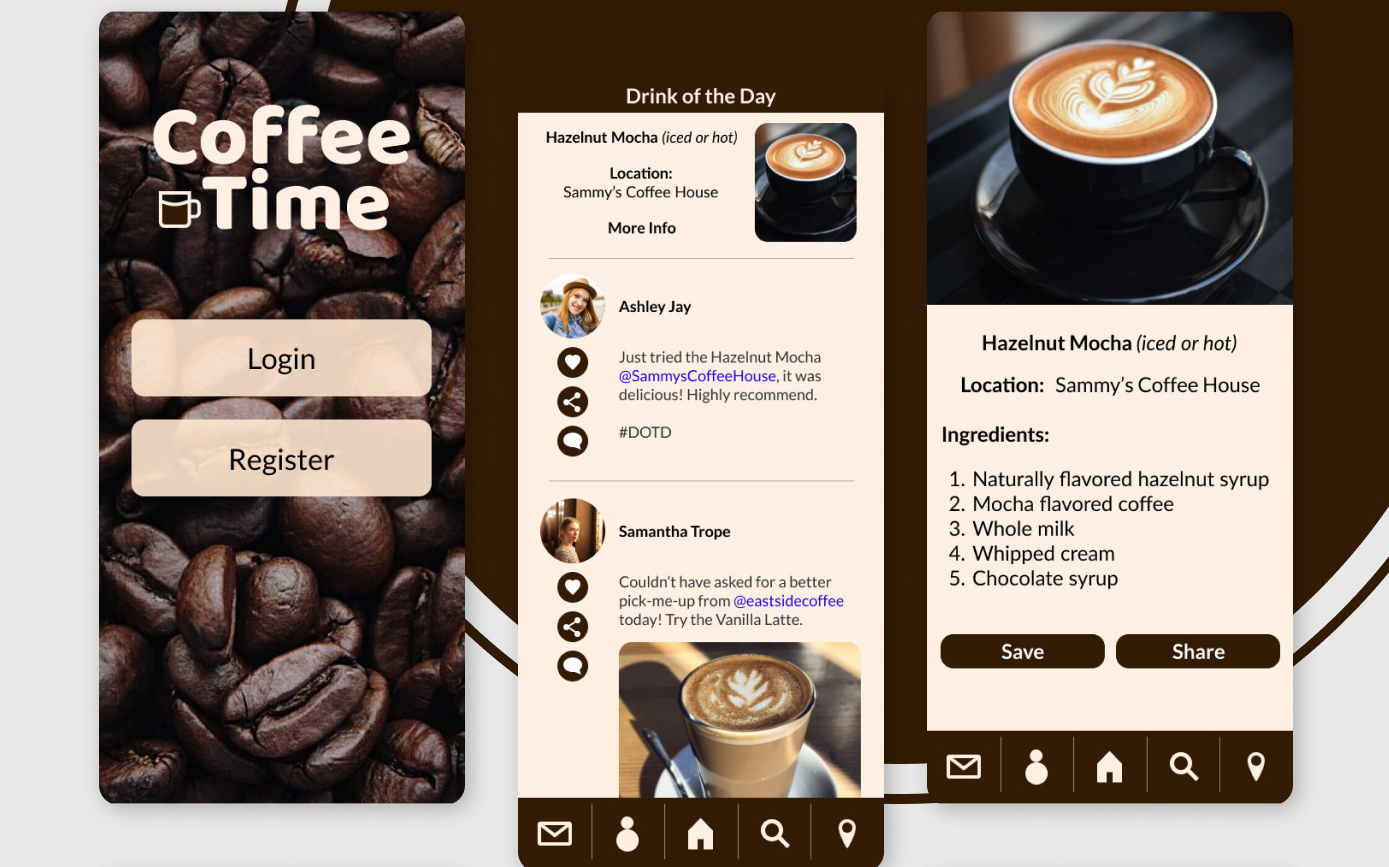 Coffee
Time
Login
Register
Drink of the Day
Hazelnut Mocha (iced or hot)
Location:
Sammy's Coffee House
More Info
Ashley Jay
Just tried the Hazelnut Mocha
@SammysCoffeeHouse, it was
delicious! Highly recommend.
#DOTD
Samantha Trope
Couldn't have asked for a better
pick-me-up from @eastsidecoffee
today! Try the Vanilla Latte.
Hazelnut Mocha (iced or hot)
Location: Sammy's Coffee House
Ingredients:
1. Naturally flavored hazelnut syrup
2. Mocha flavored coffee
3. Whole milk
4. Whipped cream
5. Chocolate syrup
Save
Share